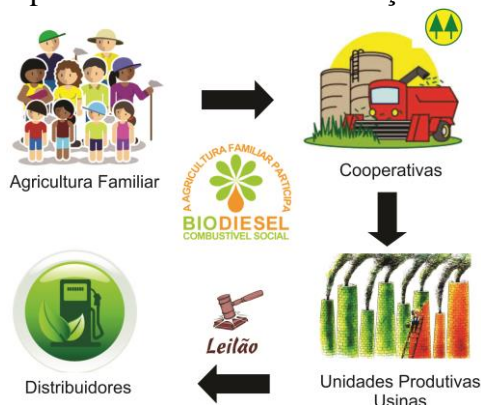 Agricultura Familiar
Cooperativas
A AGRICULTURA FAMILIAR PARTICIPA
BIODIESEL
COMBUSTÍVEL SOCIAL
Leilão
Distribuidores
Unidades Produtivas
Usinas